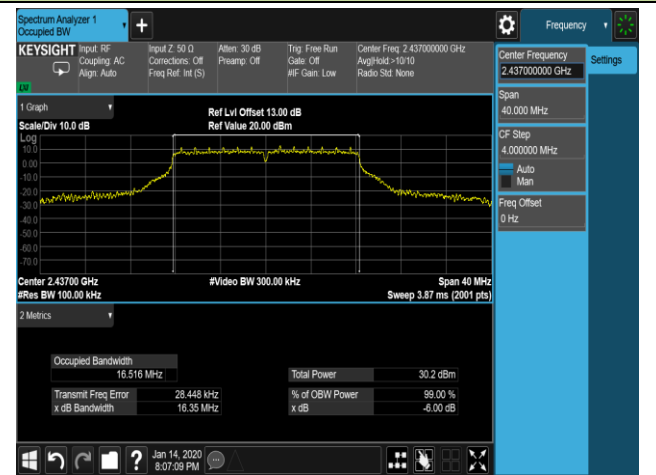 Spectrum Analyzer 1
Occupied BW
+
Frequency
KEYSIGHT
Input: RF
Coupling: AC
Align: Auto
Input Z: 50 Ω
Corrections: Off
Freq Ref: Int (S)
Atten: 30 dB
Preamp: Off
Trig: Free Run
Gate: Off
#IF Gain: Low
Center Freq: 2.437000000 GHz
Avg|Hold:>10/10
Radio Std: None
Center Frequency
2.437000000 GHz
Settings
Span
40.000 MHz
CF Step
4.000000 MHz
Auto
Man
Freq Offset
0 Hz
1 Graph
Scale/Div 10.0 dB
Ref Lvl Offset 13.00 dB
Ref Value 20.00 dBm
Log
10.0
0.00
-10.0
-20.0
-30.0
-40.0
-50.0
-60.0
-70.0
Center 2.43700 GHz
#Video BW 300.00 kHz
Span 40 MHz
#Res BW 100.00 kHz
Sweep 3.87 ms (2001 pts)
2 Metrics
Occupied Bandwidth
16.516 MHz
Total Power 30.2 dBm
Transmit Freq Error 28.448 kHz
% of OBW Power 99.00 %
x dB Bandwidth 16.35 MHz
x dB -6.00 dB
?
Jan 14, 2020
8:07:09 PM